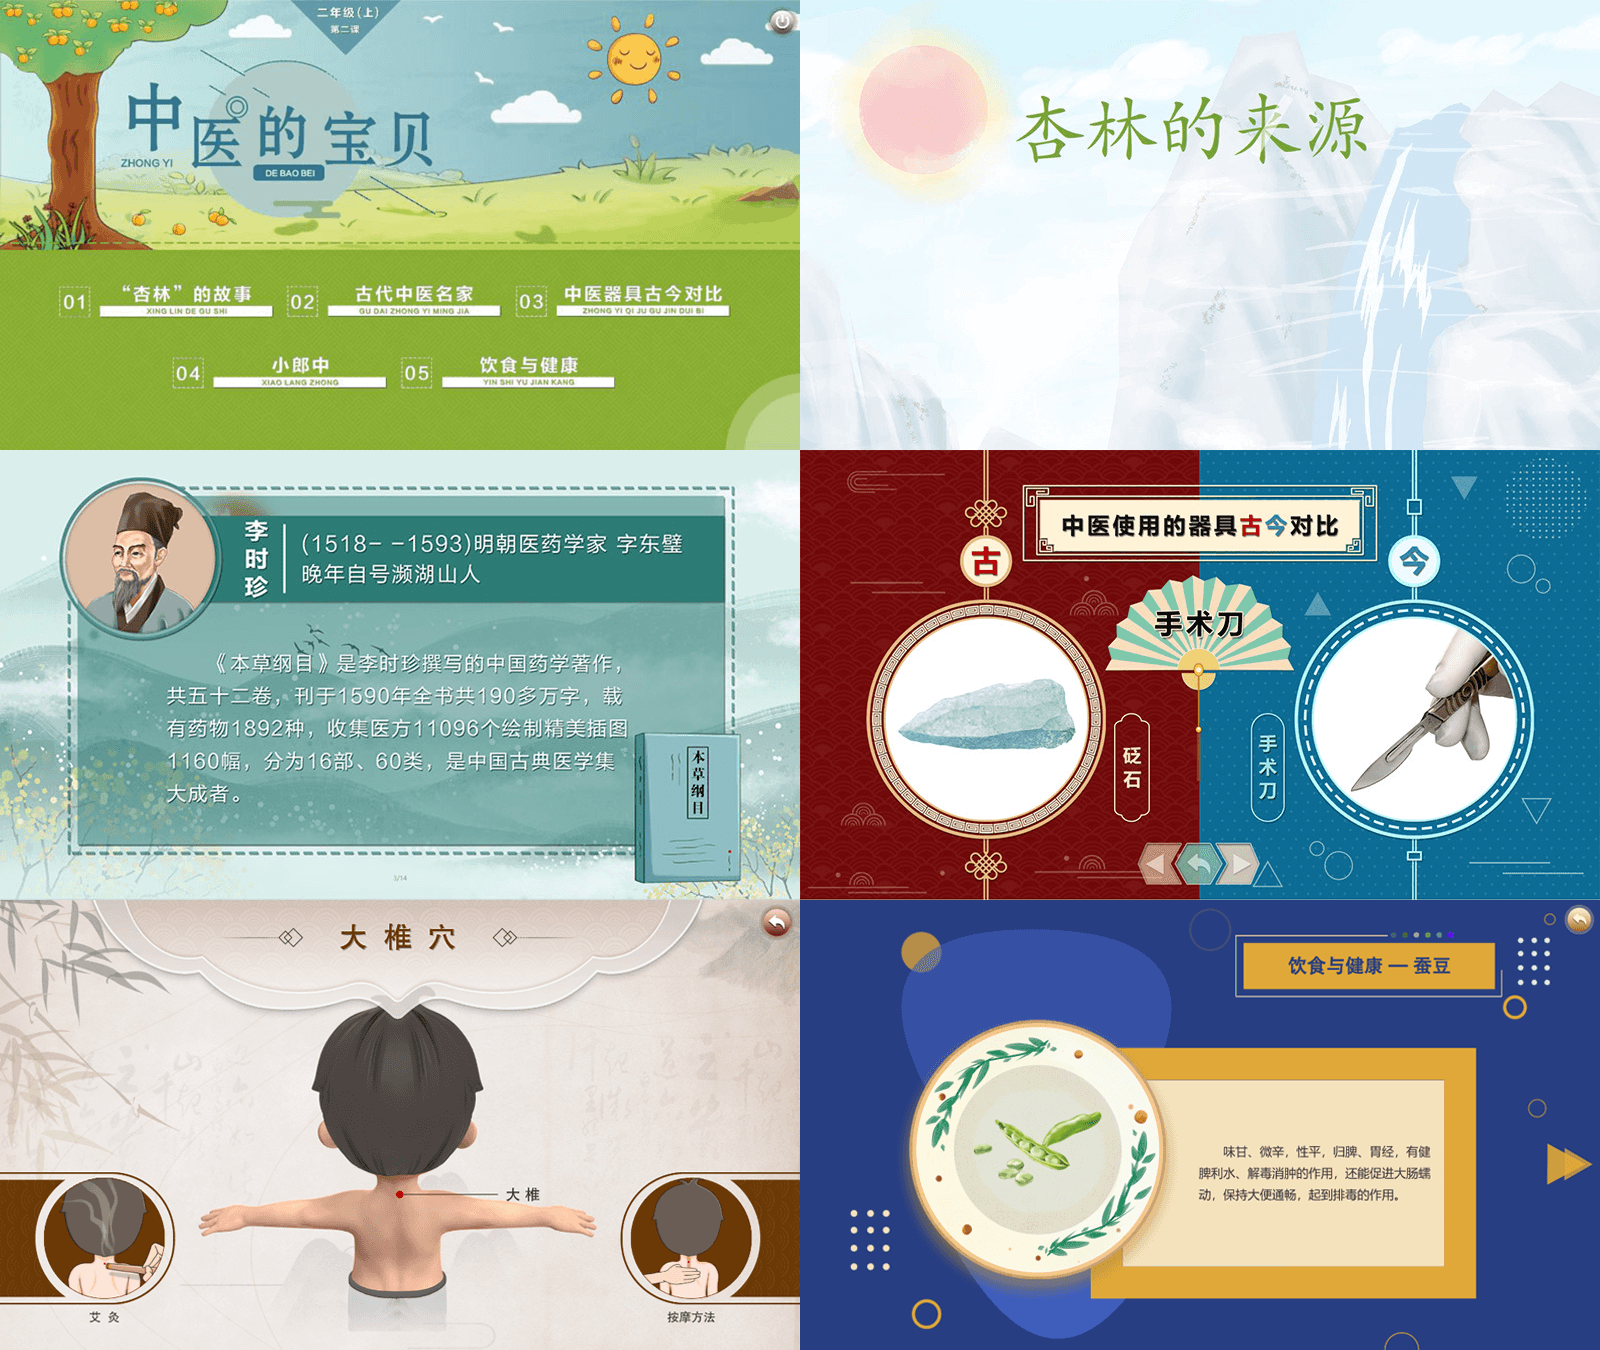 二年级(上)
第二课
中医的宝贝
ZHONG YI
DE BAO BEI
01
“杏林”的故事
XING LIN DE GU SHI
02
古代中医名家
GU DAI ZHONG YI MING JIA
03
中医器具古今对比
ZHONG YI QI JU GU JIN DUI BI
04
小郎中
XIAO LANG ZHONG
05
饮食与健康
YIN SHI YU JIAN KANG
杏林的来源
李时珍
(1518- -1593)明朝医药学家 字东璧
晚年自号濒湖山人
《本草纲目》是李时珍撰写的中国药学著作，
共五十二卷，刊于1590年全书共190多万字，载
有药物1892种，收集医方11096个绘制精美插图
1160幅，分为16部、60类，是中国古典医学集
大成者。
本草纲目
3/14
中医使用的器具古今对比
古
今
手术刀
砭石
手术刀
大椎穴
大椎
艾灸
按摩方法
饮食与健康 — 蚕豆
味甘、微辛，性平，归脾、胃经，有健
脾利水、解毒消肿的作用，还能促进大肠蠕
动，保持大便通畅，起到排毒的作用。